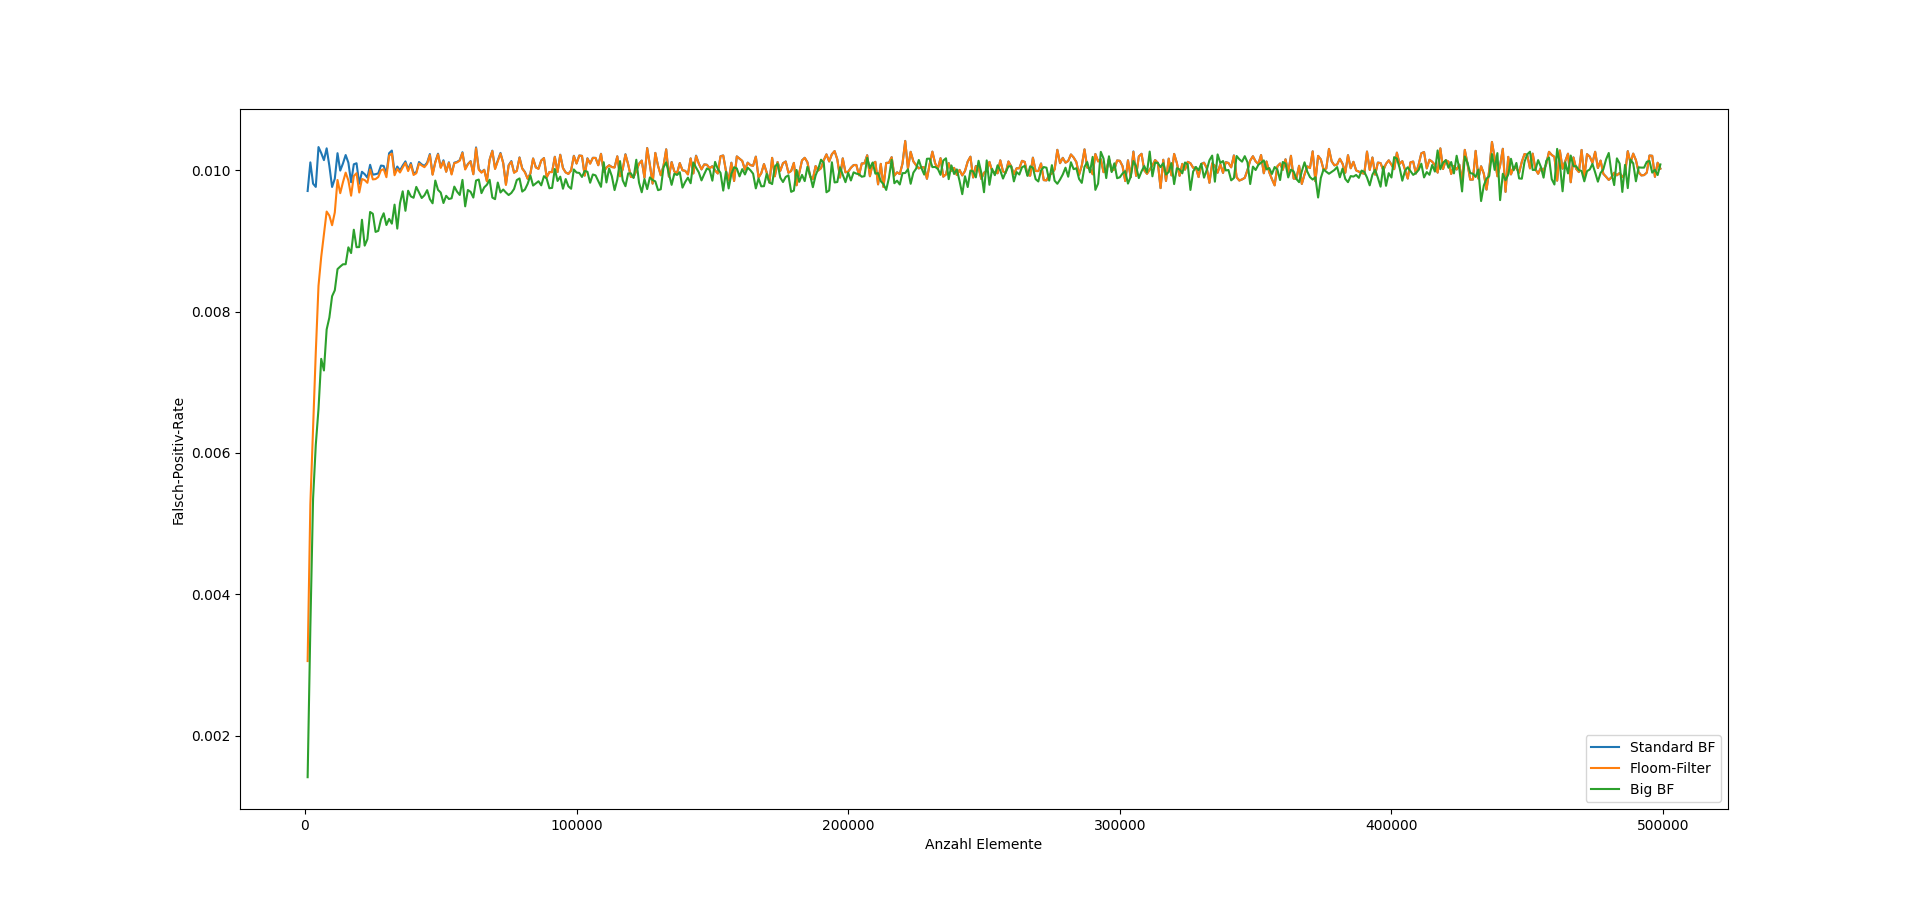 0.010
0.008
0.006
0.004
0.002
Falsch-Positiv-Rate
0
100000
200000
300000
400000
500000
Anzahl Elemente
Standard BF
Floom-Filter
Big BF